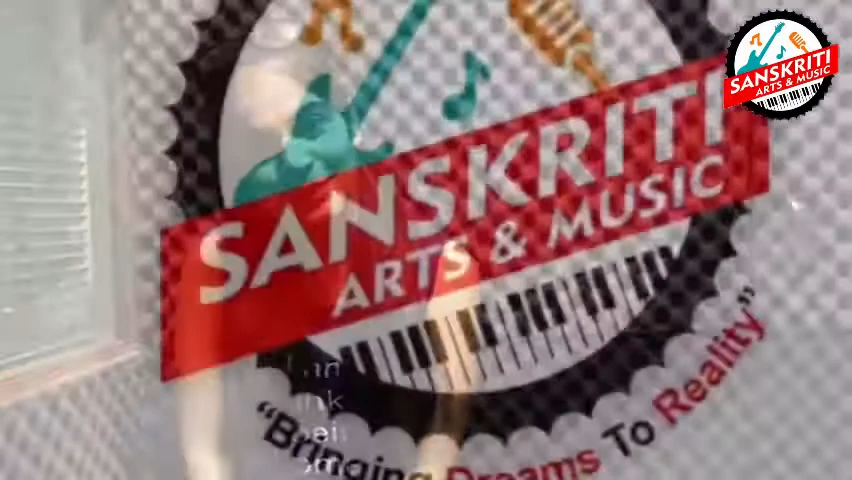 SANSKRITI
ARTS & MUSIC
SANSKRITI
ARTS & MUSIC
"Bringing Dreams To Reality"